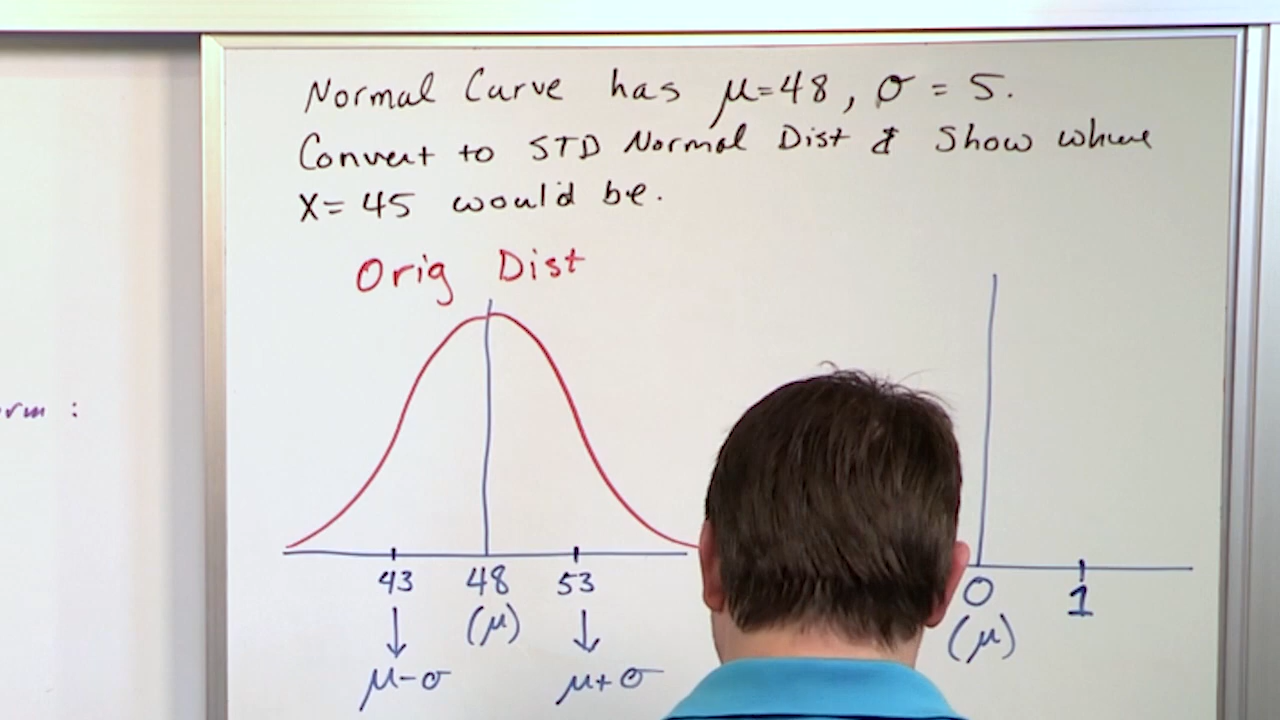 Normal Curve has μ=48, σ = 5.
Convert to STD Normal Dist & Show where
X=45 would be.
Orig Dist
43 48 53
(μ)
↓ ↓
μ-σ μ+σ
0 1
(μ)
: